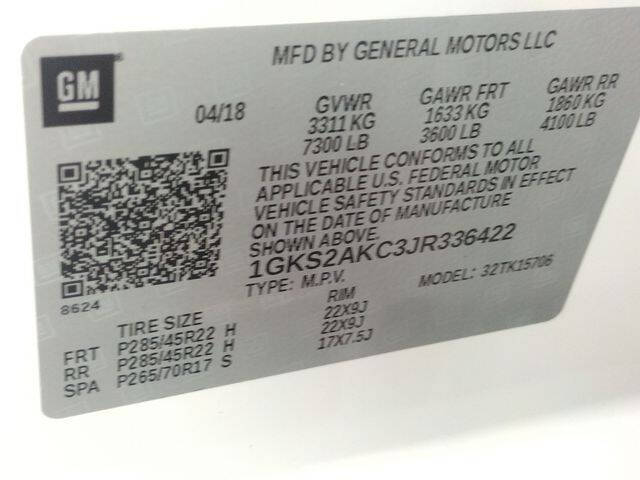 MFD BY GENERAL MOTORS LLC
GM
04/18
GVWR GAWR FRT GAWR RR
3311 KG 1633 KG 1860 KG
7300 LB 3600 LB 4100 LB
THIS VEHICLE CONFORMS TO ALL
APPLICABLE U.S. FEDERAL MOTOR
VEHICLE SAFETY STANDARDS IN EFFECT
ON THE DATE OF MANUFACTURE
SHOWN ABOVE.
1GKS2AKC3JR336422
TYPE: M.P.V. MODEL: 32TK15706
8624
TIRE SIZE RIM
FRT P285/45R22 H 22X9J
RR P285/45R22 H 22X9J
SPA P265/70R17 S 17X7.5J